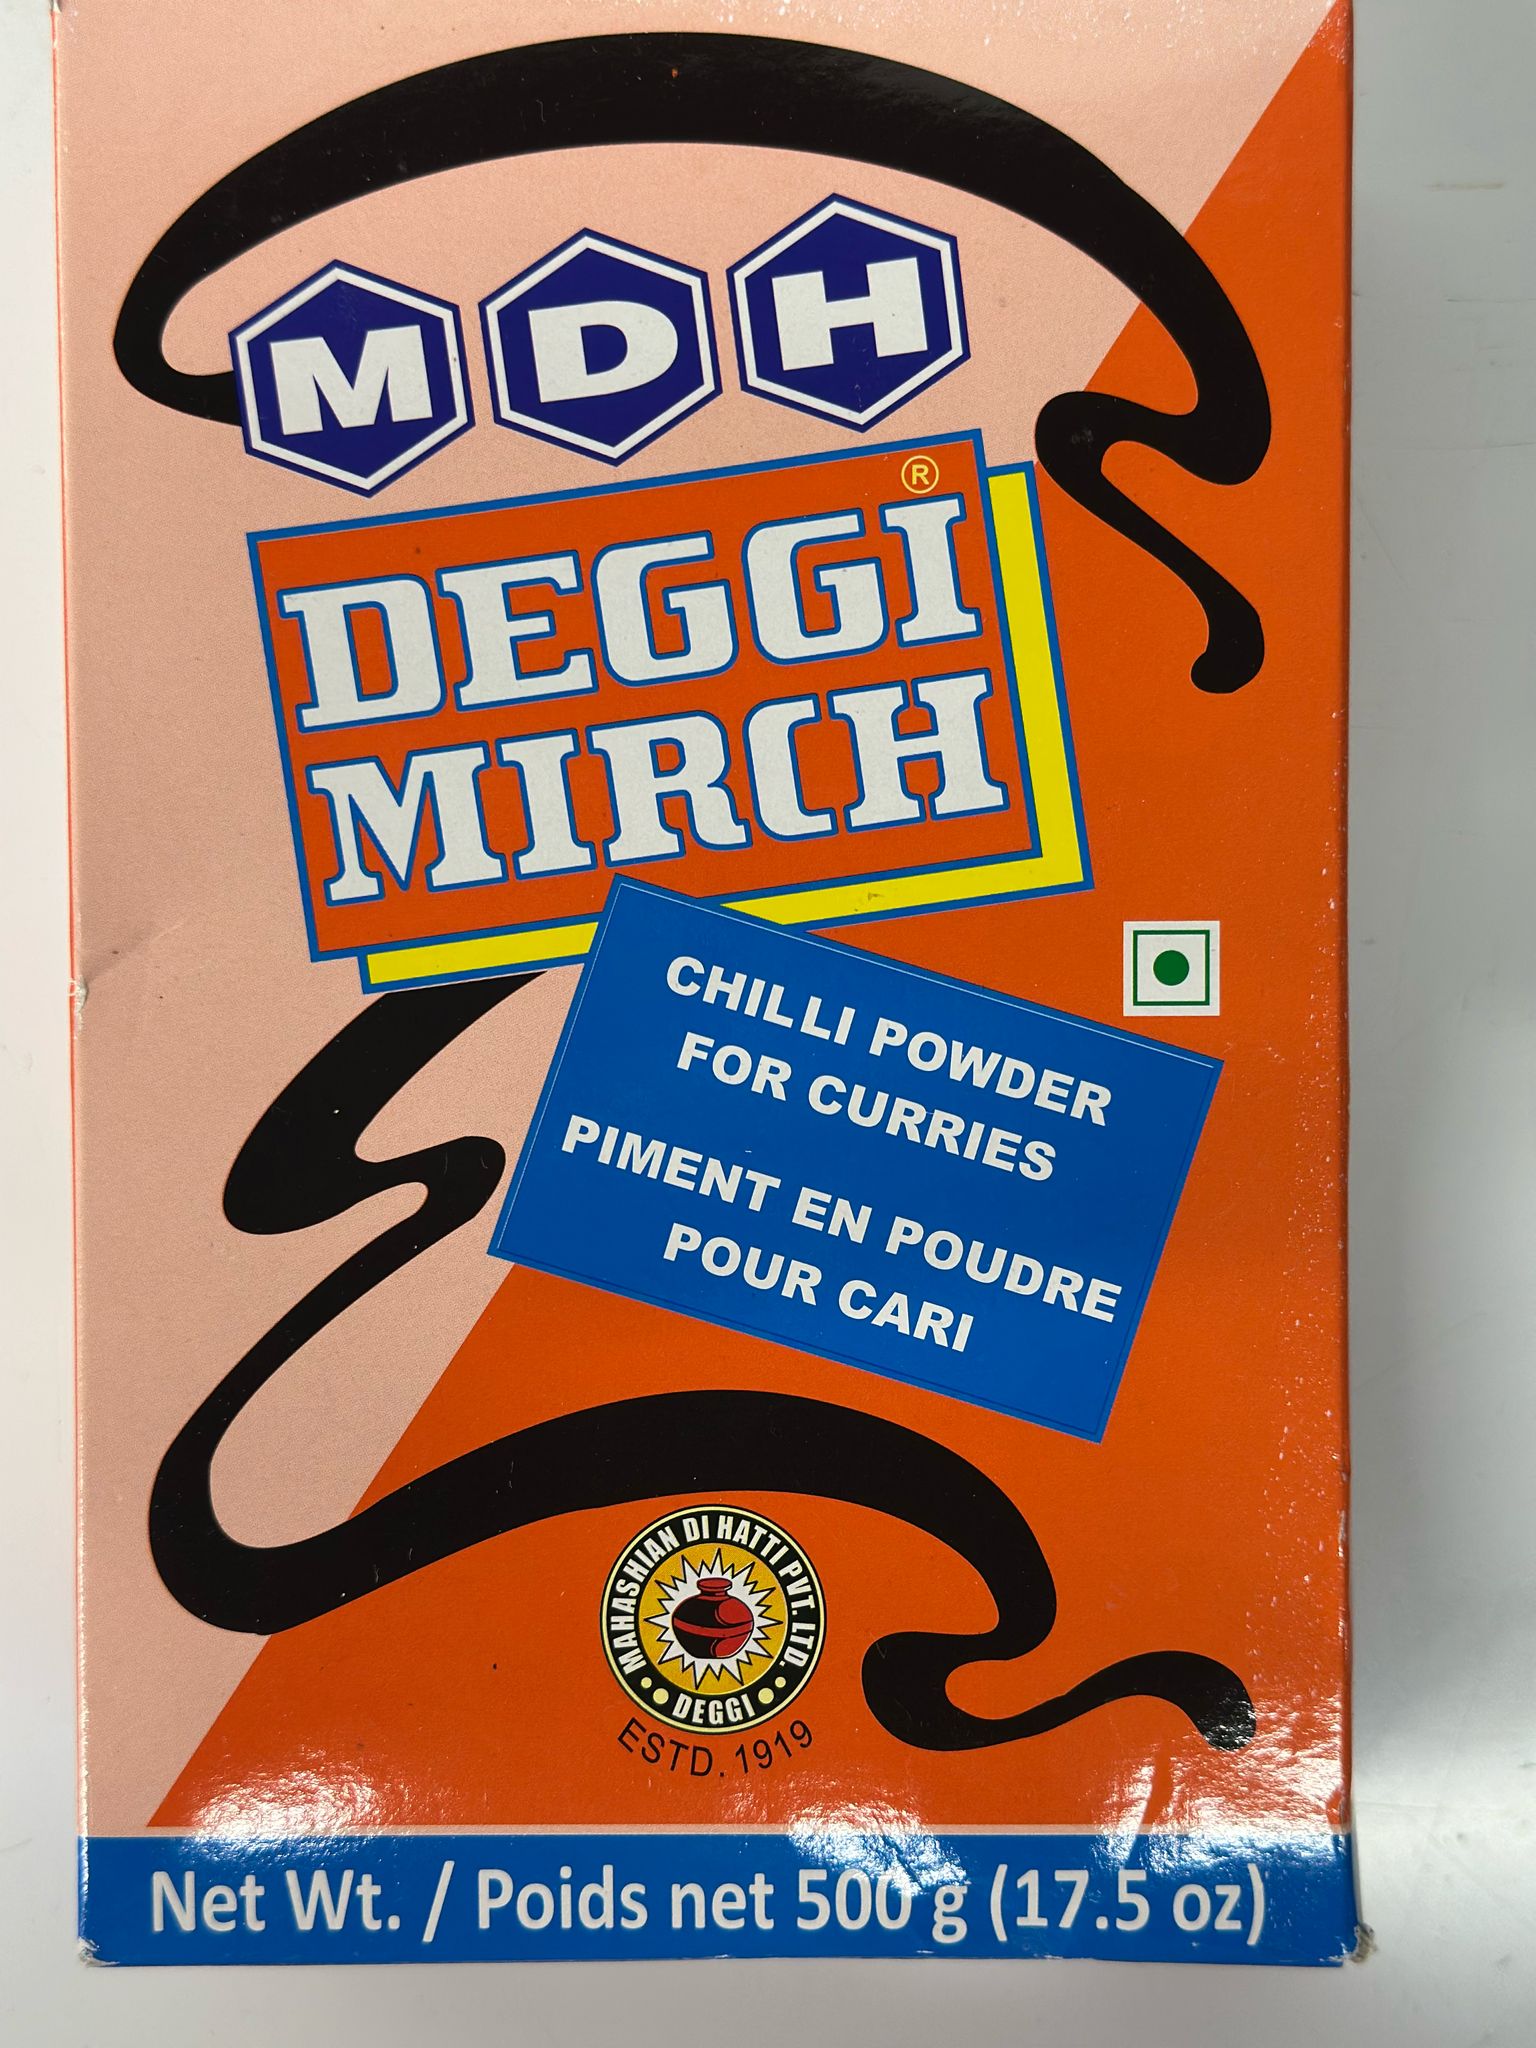 MDH
®
DEGGI
MIRCH
CHILLI POWDER
FOR CURRIES
PIMENT EN POUDRE
POUR CARI
MAHASHIAN DI HATTI PVT. LTD.
DEGGI
ESTD. 1919
Net Wt. / Poids net 500 g (17.5 oz)